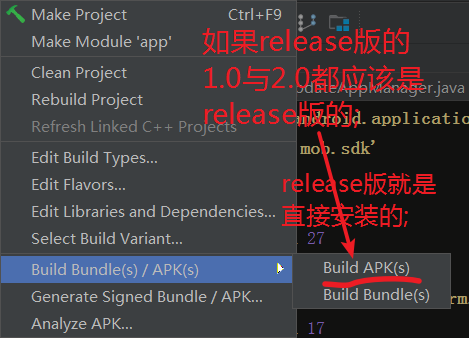 Make Project Ctrl+F9
Make Module 'app'
Clean Project
Rebuild Project
Refresh Linked C++ Projects
Edit Build Types...
Edit Flavors...
Edit Libraries and Dependencies...
Select Build Variant...
Build Bundle(s) / APK(s)
Generate Signed Bundle / APK...
Analyze APK...
如果release版的
1.0与2.0都应该是
release版的;
release版就是
直接安装的;
dateAppManager.java
android.application
mob.sdk'
27
Build APK(s)
Build Bundle(s)
17